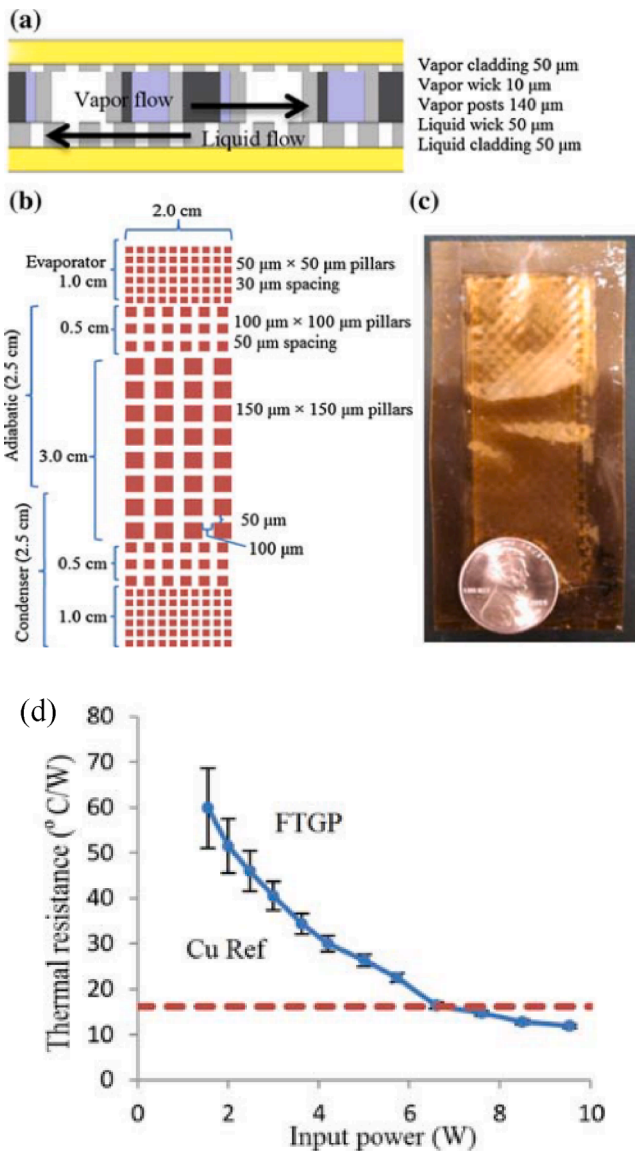 (a)
Vapor flow
Liquid flow
Vapor cladding 50 μm
Vapor wick 10 μm
Vapor posts 140 μm
Liquid wick 50 μm
Liquid cladding 50 μm
(b)
2.0 cm
Evaporator
1.0 cm
50 μm × 50 μm pillars
30 μm spacing
0.5 cm
100 μm × 100 μm pillars
50 μm spacing
Adiabatic (2.5 cm)
150 μm × 150 μm pillars
3.0 cm
50 μm
100 μm
Condenser (2.5 cm)
0.5 cm
1.0 cm
(c)
(d)
Thermal resistance (° C/W)
80
70
60
50
40
30
20
10
0
FTGP
Cu Ref
0 2 4 6 8 10
Input power (W)